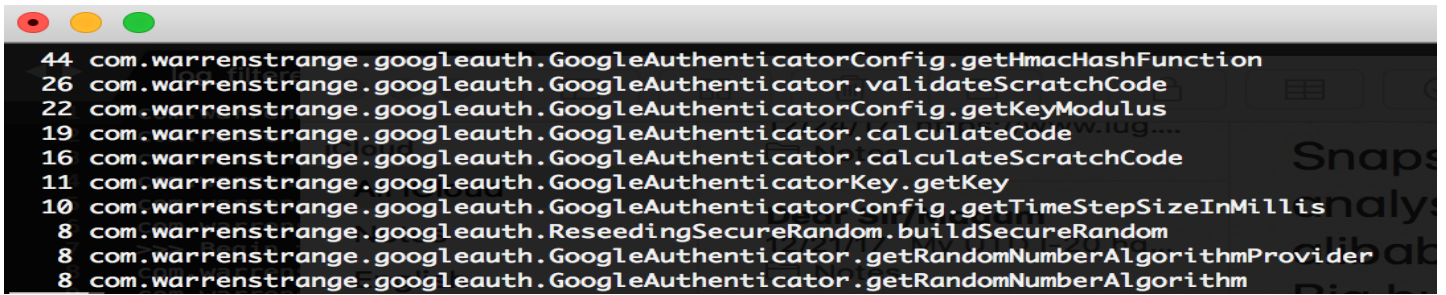 44 com.warrenstrange.googleauth.GoogleAuthenticatorConfig.getHmacHashFunction
26 com.warrenstrange.googleauth.GoogleAuthenticator.validateScratchCode
22 com.warrenstrange.googleauth.GoogleAuthenticatorConfig.getKeyModulus
19 com.warrenstrange.googleauth.GoogleAuthenticator.calculateCode
16 com.warrenstrange.googleauth.GoogleAuthenticator.calculateScratchCode
11 com.warrenstrange.googleauth.GoogleAuthenticatorKey.getKey
10 com.warrenstrange.googleauth.GoogleAuthenticatorConfig.getTimeStepSizeInMillis
8 com.warrenstrange.googleauth.ReseedingSecureRandom.buildSecureRandom
8 com.warrenstrange.googleauth.GoogleAuthenticator.getRandomNumberAlgorithmProvider
8 com.warrenstrange.googleauth.GoogleAuthenticator.getRandomNumberAlgorithm